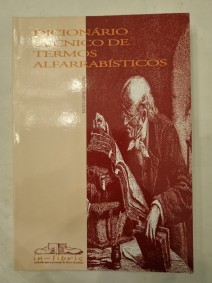 DICIONÁRIO
TÉCNICO DE
TERMOS
ALFARRABÍSTICOS
in-libris